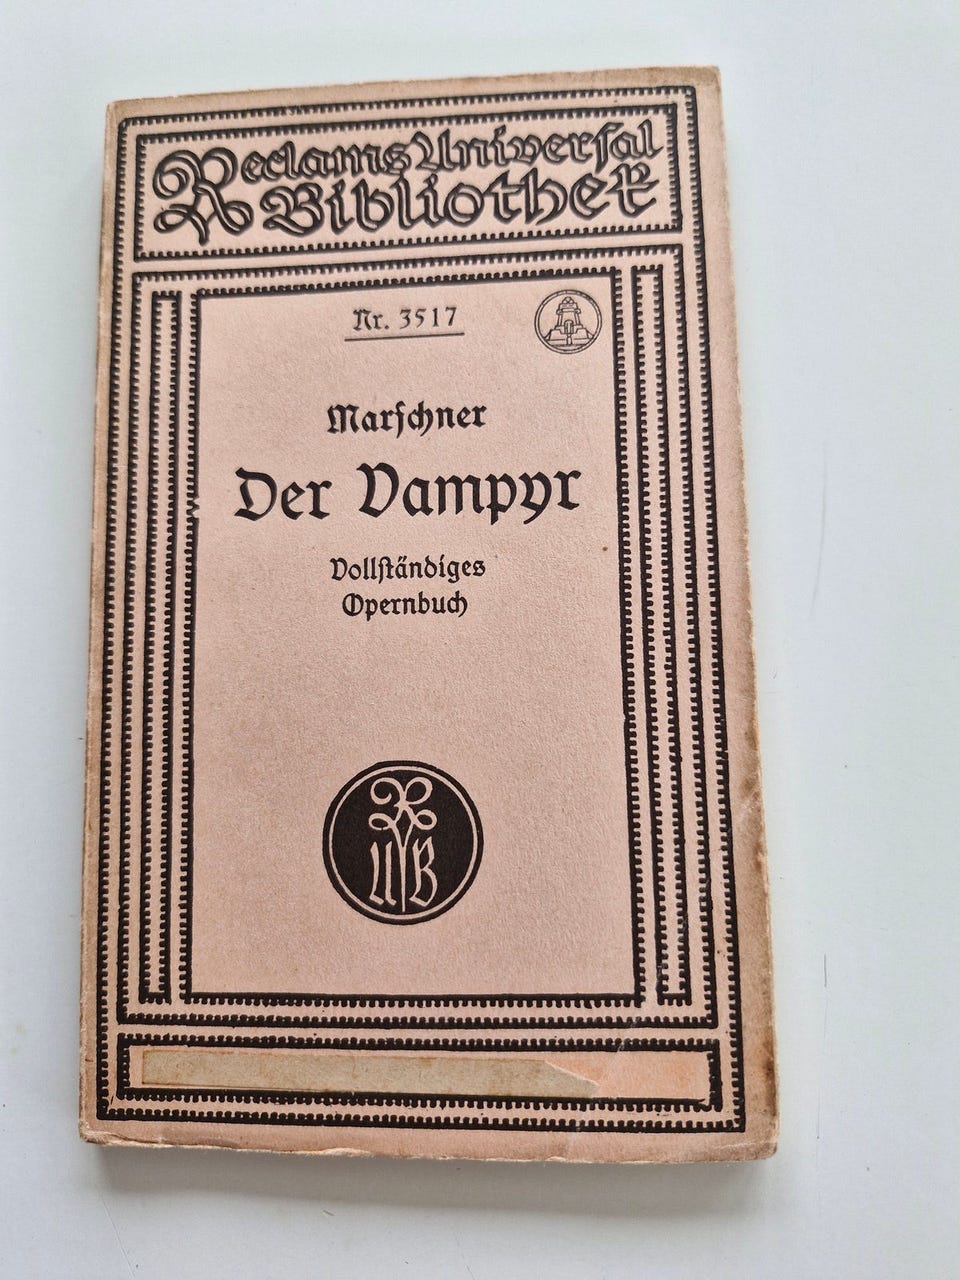 Reclams Universal
Bibliothek
Nr. 3517
Marschner
Der Vampyr
Vollständiges
Opernbuch
R
U B